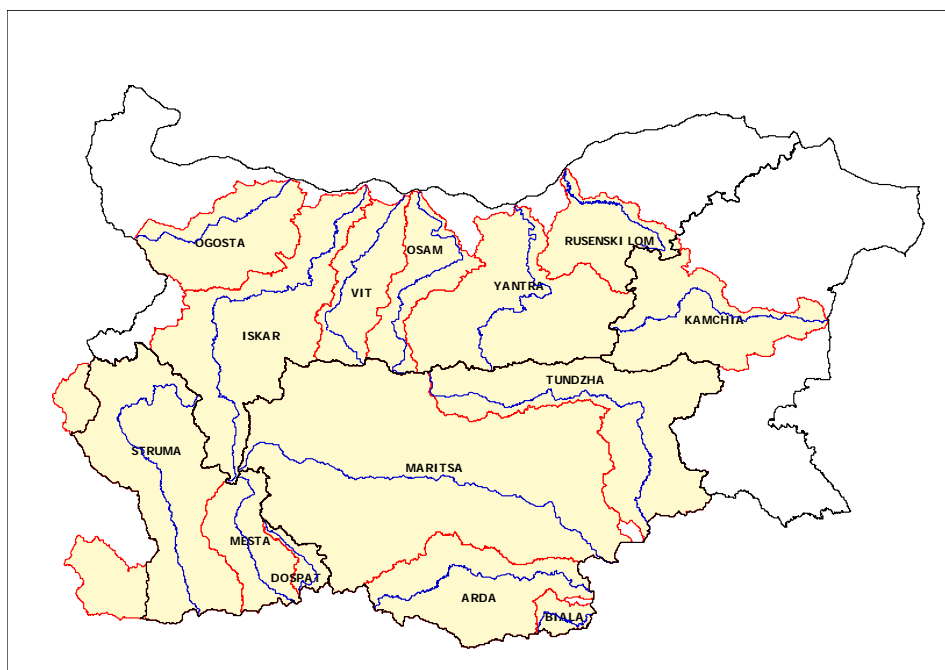 OGOSTA
RUSENSKI LOM
OSAM
YANTRA
VIT
KAMCHIA
ISKAR
TUNDZHA
STRUMA
MARITSA
MESTA
DOSPAT
ARDA
BIALA